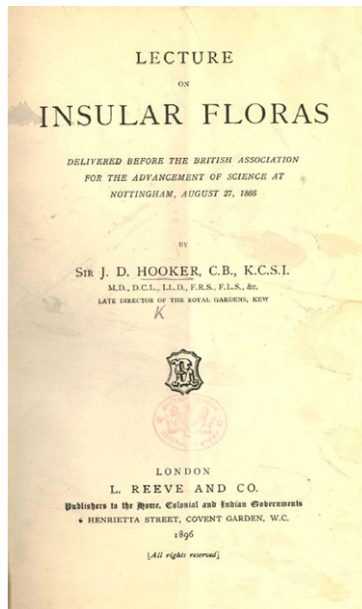 LECTURE
ON
INSULAR FLORAS
DELIVERED BEFORE THE BRITISH ASSOCIATION
FOR THE ADVANCEMENT OF SCIENCE AT
NOTTINGHAM, AUGUST 27, 1866
BY
SIR J. D. HOOKER, C.B., K.C.S.I.
M.D., D.C.L., LL.D., F.R.S., F.L.S., &c.
LATE DIRECTOR OF THE ROYAL GARDENS, KEW
K
LONDON
L. REEVE AND CO.
Publishers to the Home, Colonial and Indian Governments
6 HENRIETTA STREET, COVENT GARDEN, W.C.
1896
[All rights reserved]